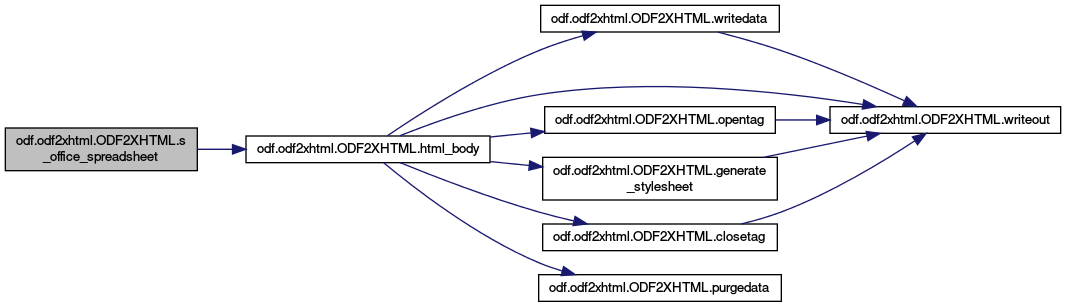 odf.odf2xhtml.ODF2XHTML.s
_office_spreadsheet
odf.odf2xhtml.ODF2XHTML.html_body
odf.odf2xhtml.ODF2XHTML.writedata
odf.odf2xhtml.ODF2XHTML.opentag
odf.odf2xhtml.ODF2XHTML.generate
_stylesheet
odf.odf2xhtml.ODF2XHTML.closetag
odf.odf2xhtml.ODF2XHTML.purgedata
odf.odf2xhtml.ODF2XHTML.writeout